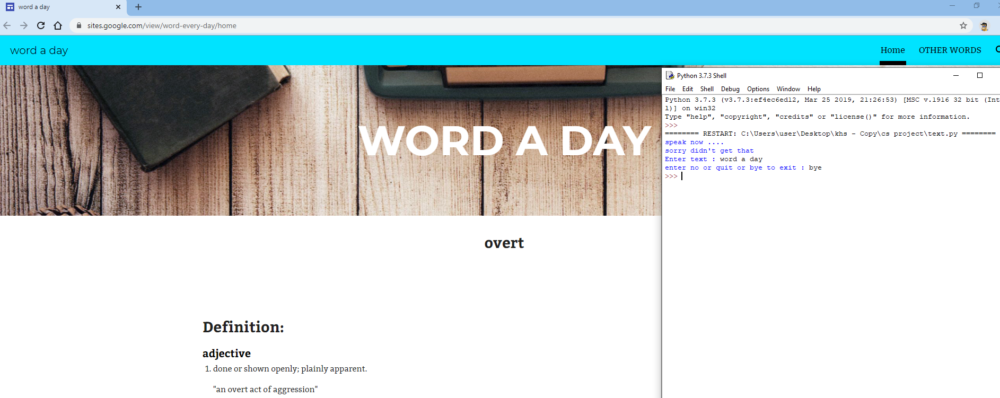 word a day
sites.google.com/view/word-every-day/home
word a day
Home
OTHER WORDS
WORD A DAY
overt
Definition:
adjective
1. done or shown openly; plainly apparent.
"an overt act of aggression"
Python 3.7.3 Shell
File Edit Shell Debug Options Window Help
Python 3.7.3 (v3.7.3:ef4ec6ed12, Mar 25 2019, 21:26:53) [MSC v.1916 32 bit (Int
l)] on win32
Type "help", "copyright", "credits" or "license()" for more information.
>>>
======== RESTART: C:\Users\user\Desktop\khs - Copy\cs project\text.py ========
speak now ....
sorry didn't get that
Enter text : word a day
enter no or quit or bye to exit : bye
>>>